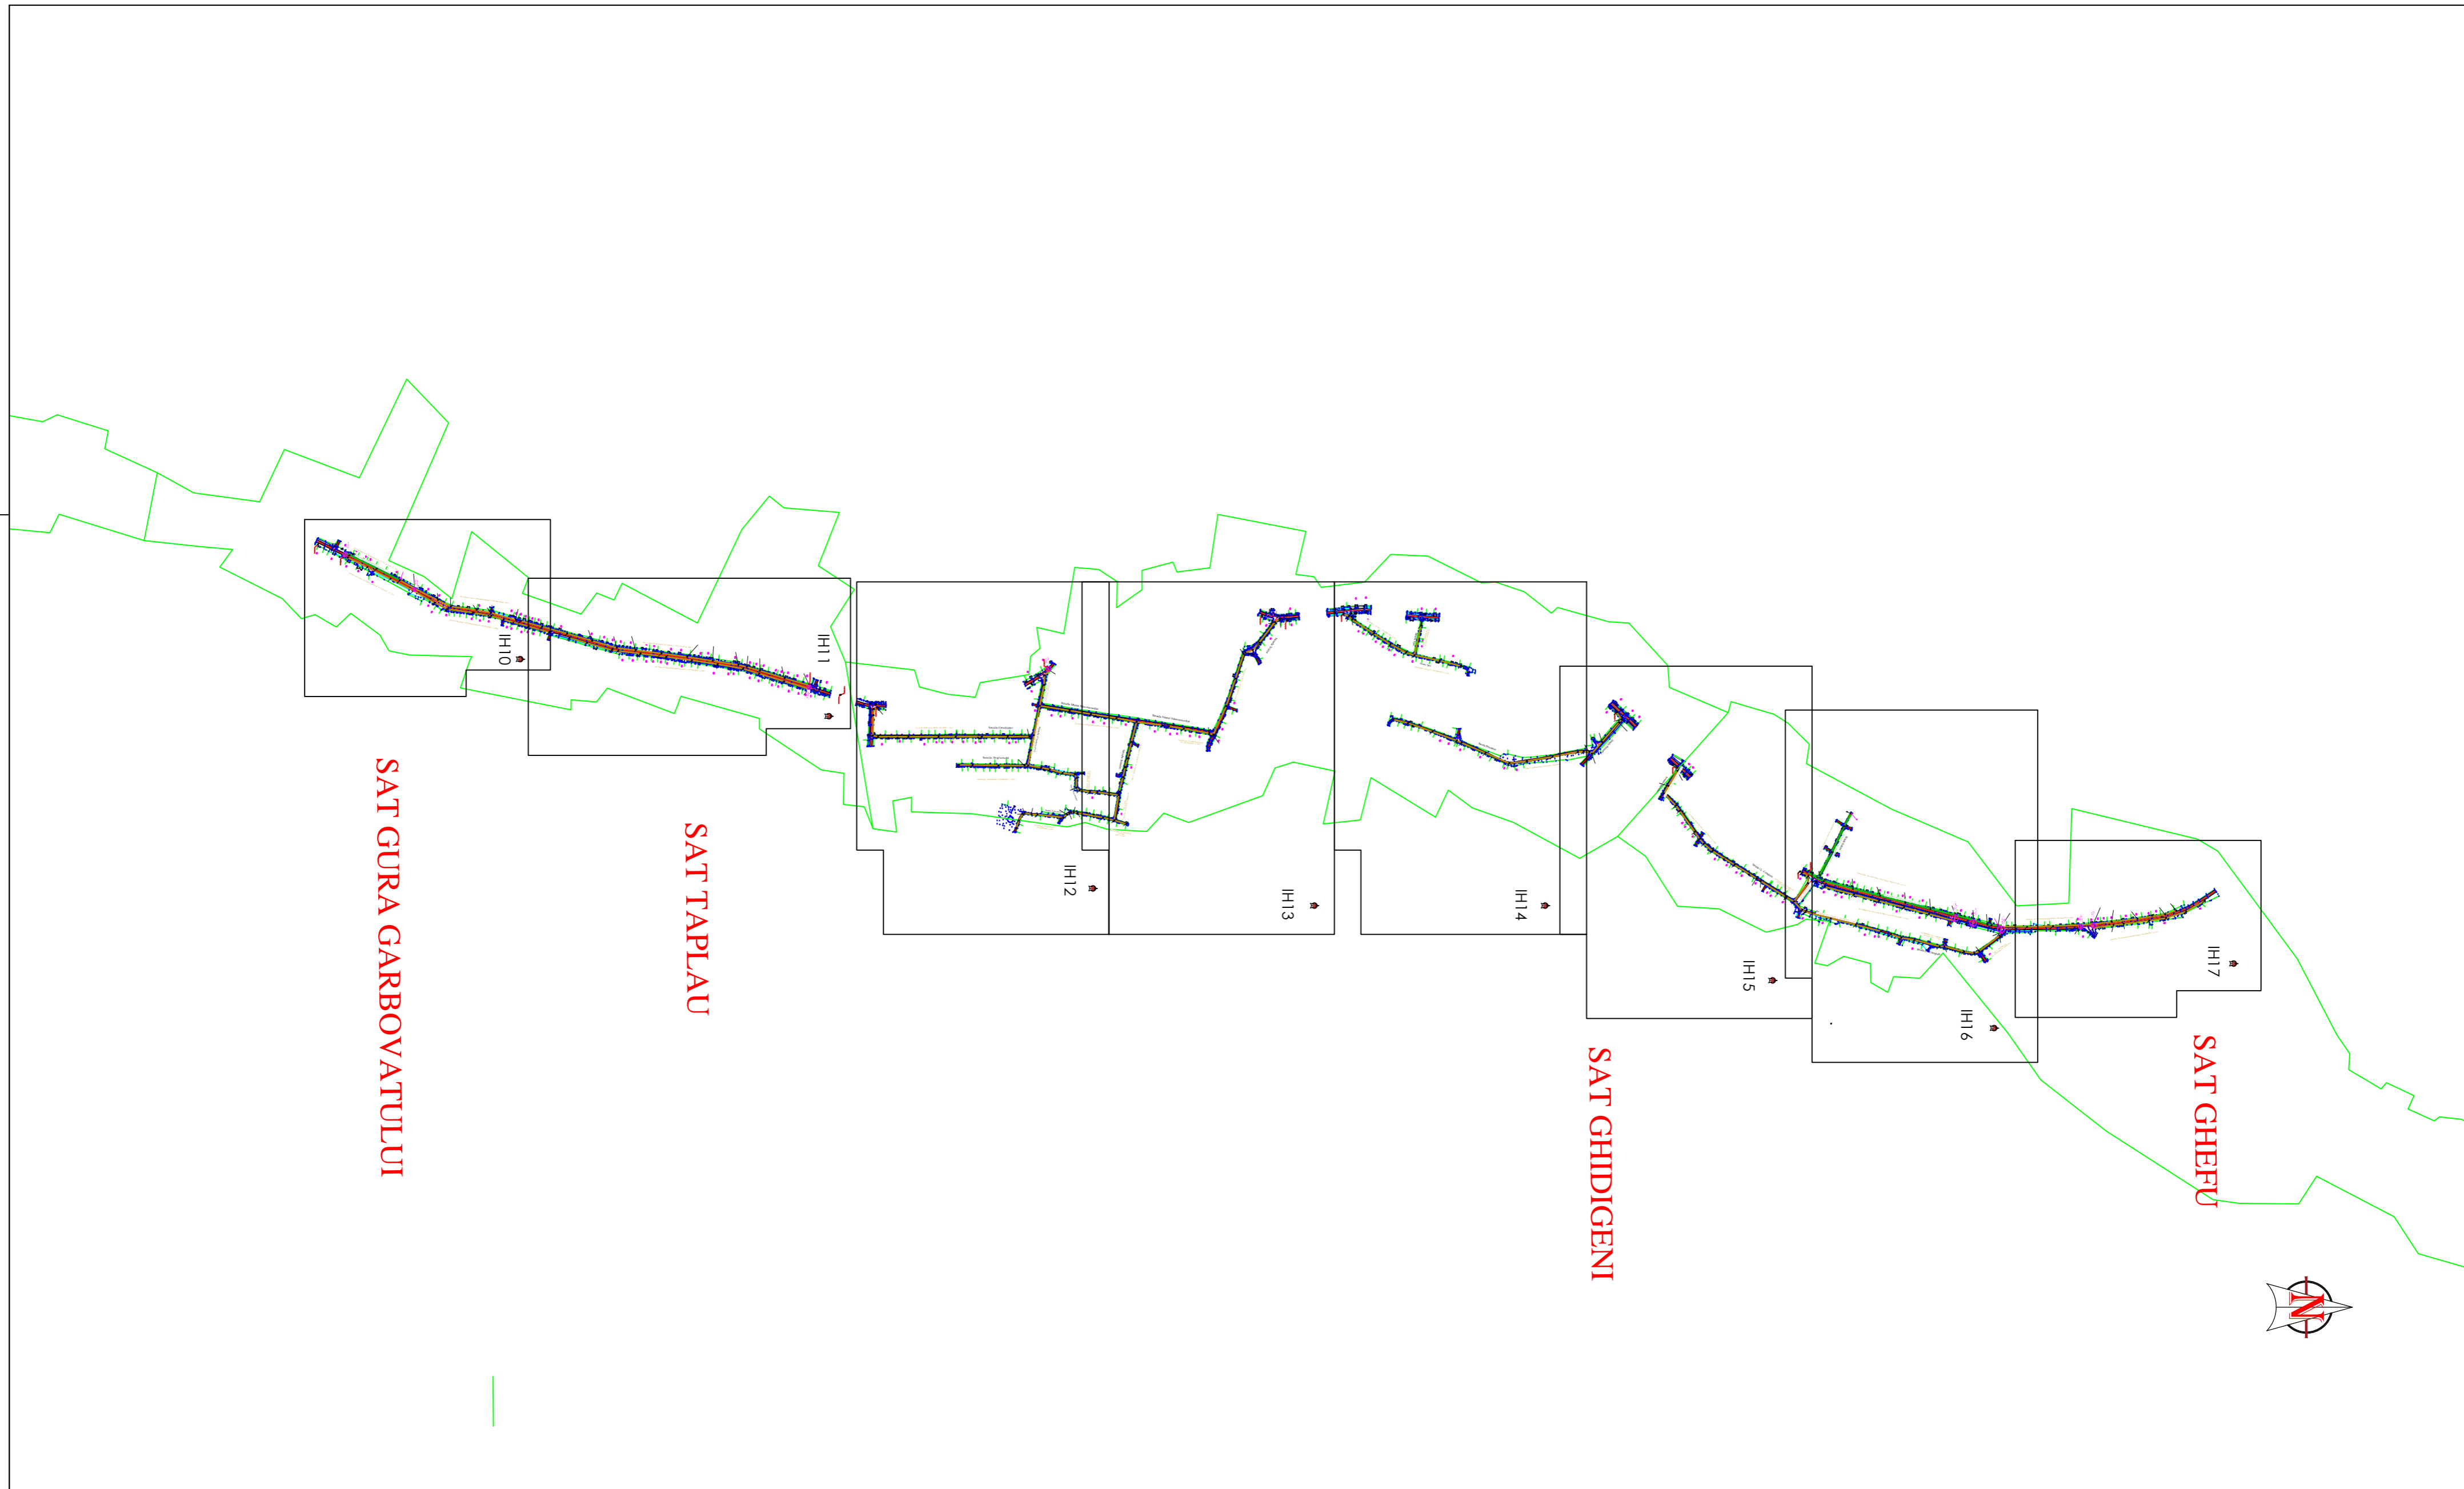 IH10
IH11
IH12
IH13
IH14
IH15
IH16
IH17
SAT GURA GARBOVATULUI
SAT TAPLAU
SAT GHIDIGENI
SAT GHEFU
N